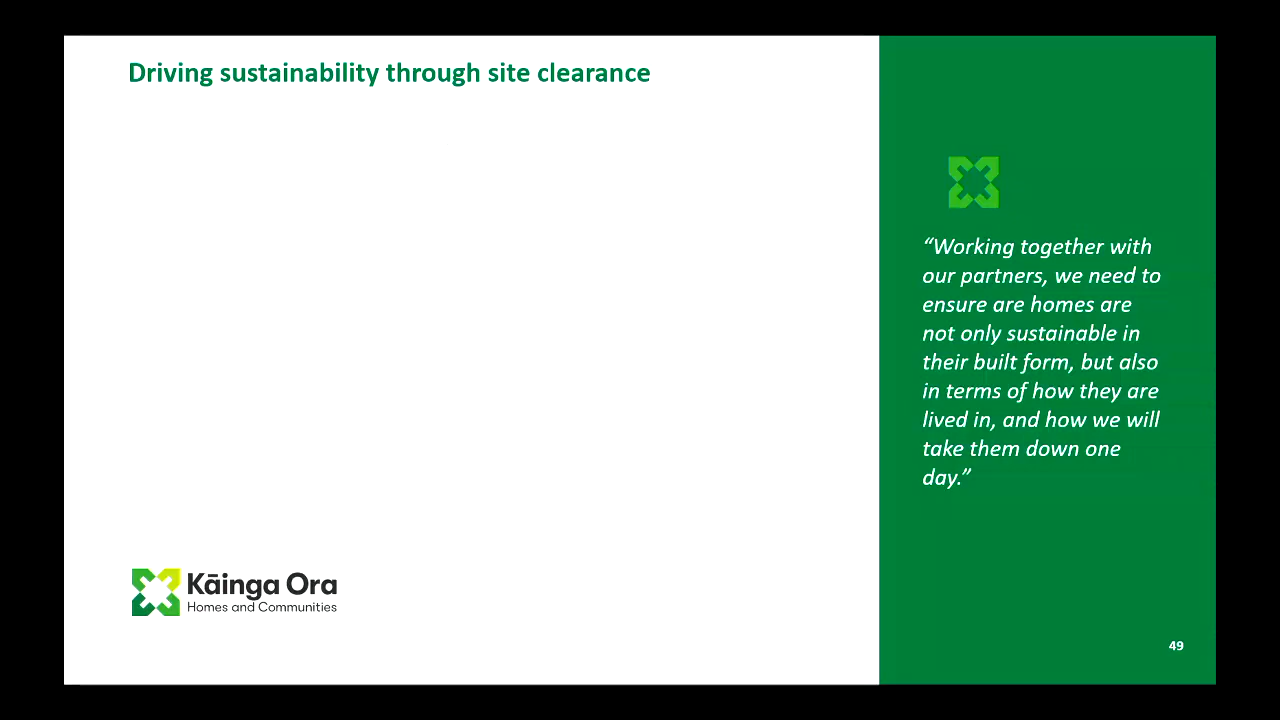 Driving sustainability through site clearance
“Working together with
our partners, we need to
ensure are homes are
not only sustainable in
their built form, but also
in terms of how they are
lived in, and how we will
take them down one
day.”
Kāinga Ora
Homes and Communities
49